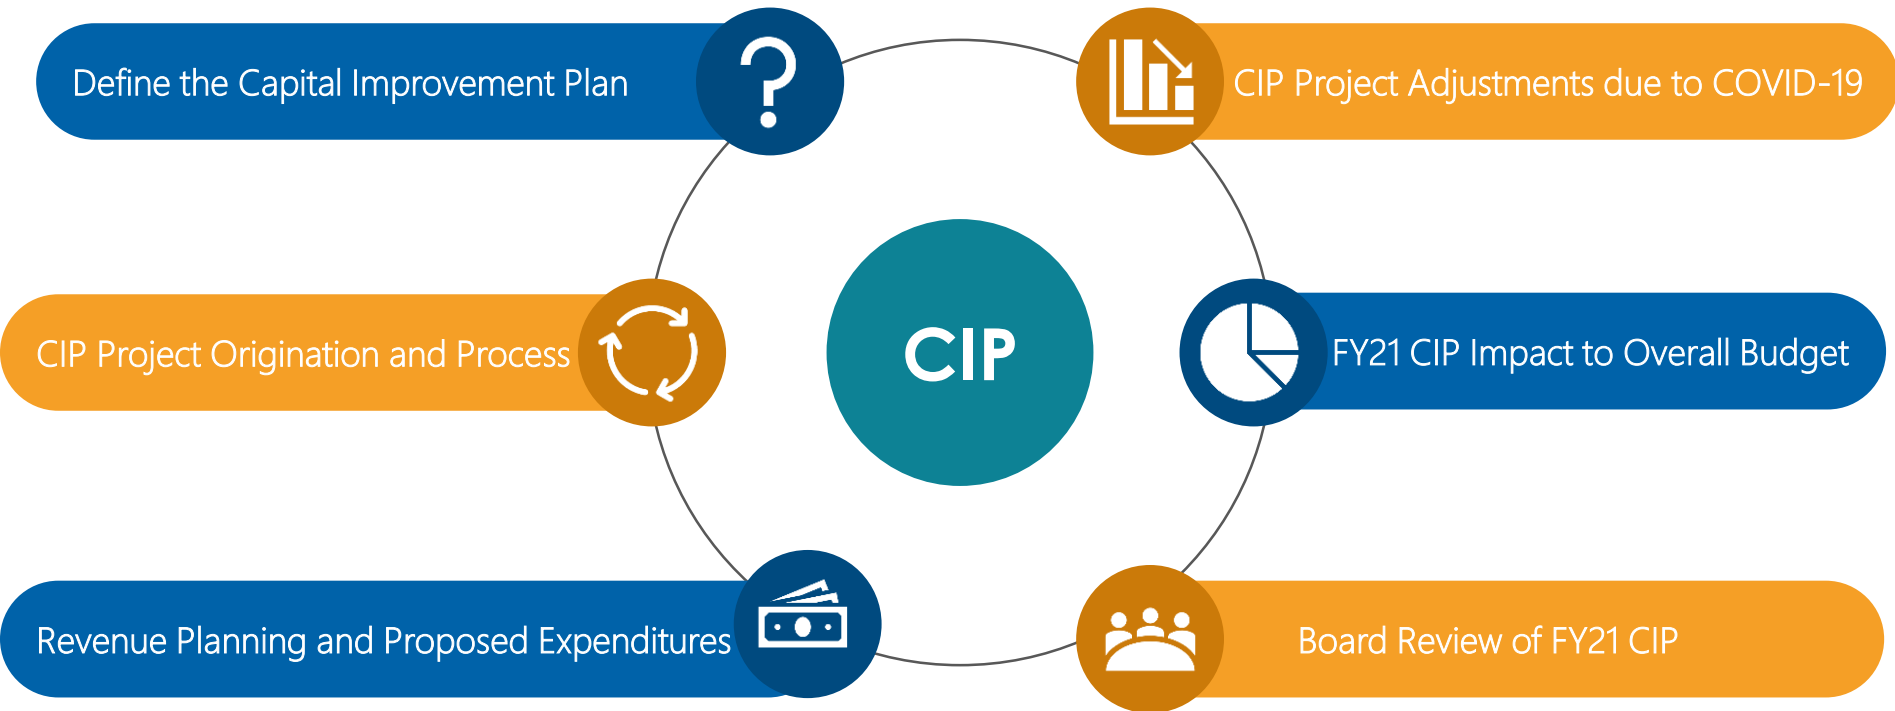 Define the Capital Improvement Plan
CIP Project Origination and Process
Revenue Planning and Proposed Expenditures
CIP
CIP Project Adjustments due to COVID-19
FY21 CIP Impact to Overall Budget
Board Review of FY21 CIP